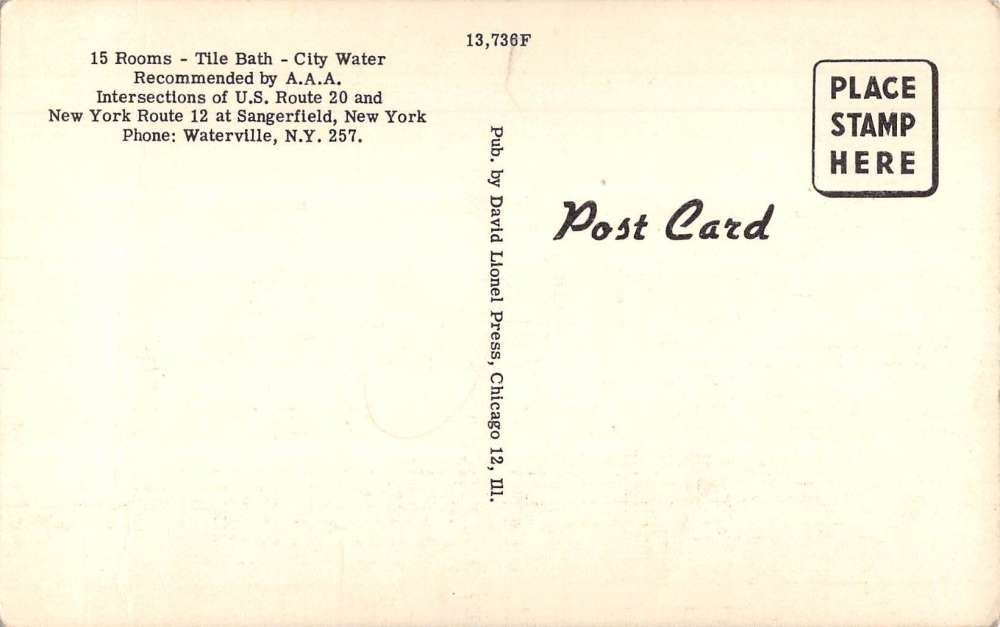 13,736F
15 Rooms - Tile Bath - City Water
Recommended by A.A.A.
Intersections of U.S. Route 20 and
New York Route 12 at Sangerfield, New York
Phone: Waterville, N.Y. 257.
Pub. by David Lionel Press, Chicago 12, Ill.
PLACE
STAMP
HERE
Post Card